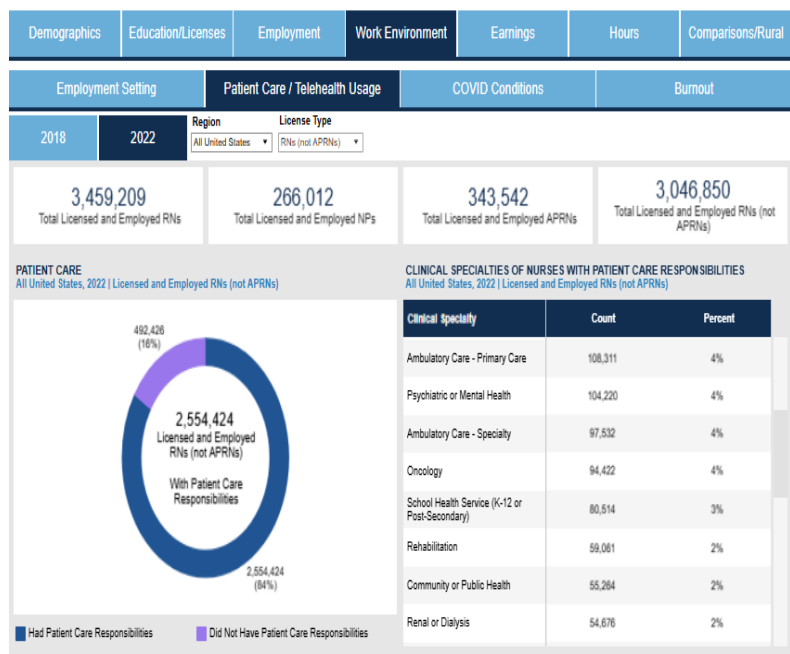 Demographics
Education/Licenses
Employment
Work Environment
Earnings
Hours
Comparisons/Rural
Employment Setting
Patient Care / Telehealth Usage
COVID Conditions
Burnout
2018
2022
Region
All United States
License Type
RNs (not APRNs)
3,459,209
Total Licensed and Employed RNs
266,012
Total Licensed and Employed NPs
343,542
Total Licensed and Employed APRNs
3,046,850
Total Licensed and Employed RNs (not
APRNs)
PATIENT CARE
All United States, 2022 | Licensed and Employed RNs (not APRNs)
492,426
(16%)
2,554,424
Licensed and Employed
RNs (not APRNs)
With Patient Care
Responsibilities
2,554,424
(84%)
Had Patient Care Responsibilities
Did Not Have Patient Care Responsibilities
CLINICAL SPECIALTIES OF NURSES WITH PATIENT CARE RESPONSIBILITIES
All United States, 2022 | Licensed and Employed RNs (not APRNs)
Clinical Specialty Count Percent
Ambulatory Care - Primary Care 108,311 4%
Psychiatric or Mental Health 104,220 4%
Ambulatory Care - Specialty 97,532 4%
Oncology 94,422 4%
School Health Service (K-12 or
Post-Secondary) 80,514 3%
Rehabilitation 59,061 2%
Community or Public Health 55,264 2%
Renal or Dialysis 54,676 2%